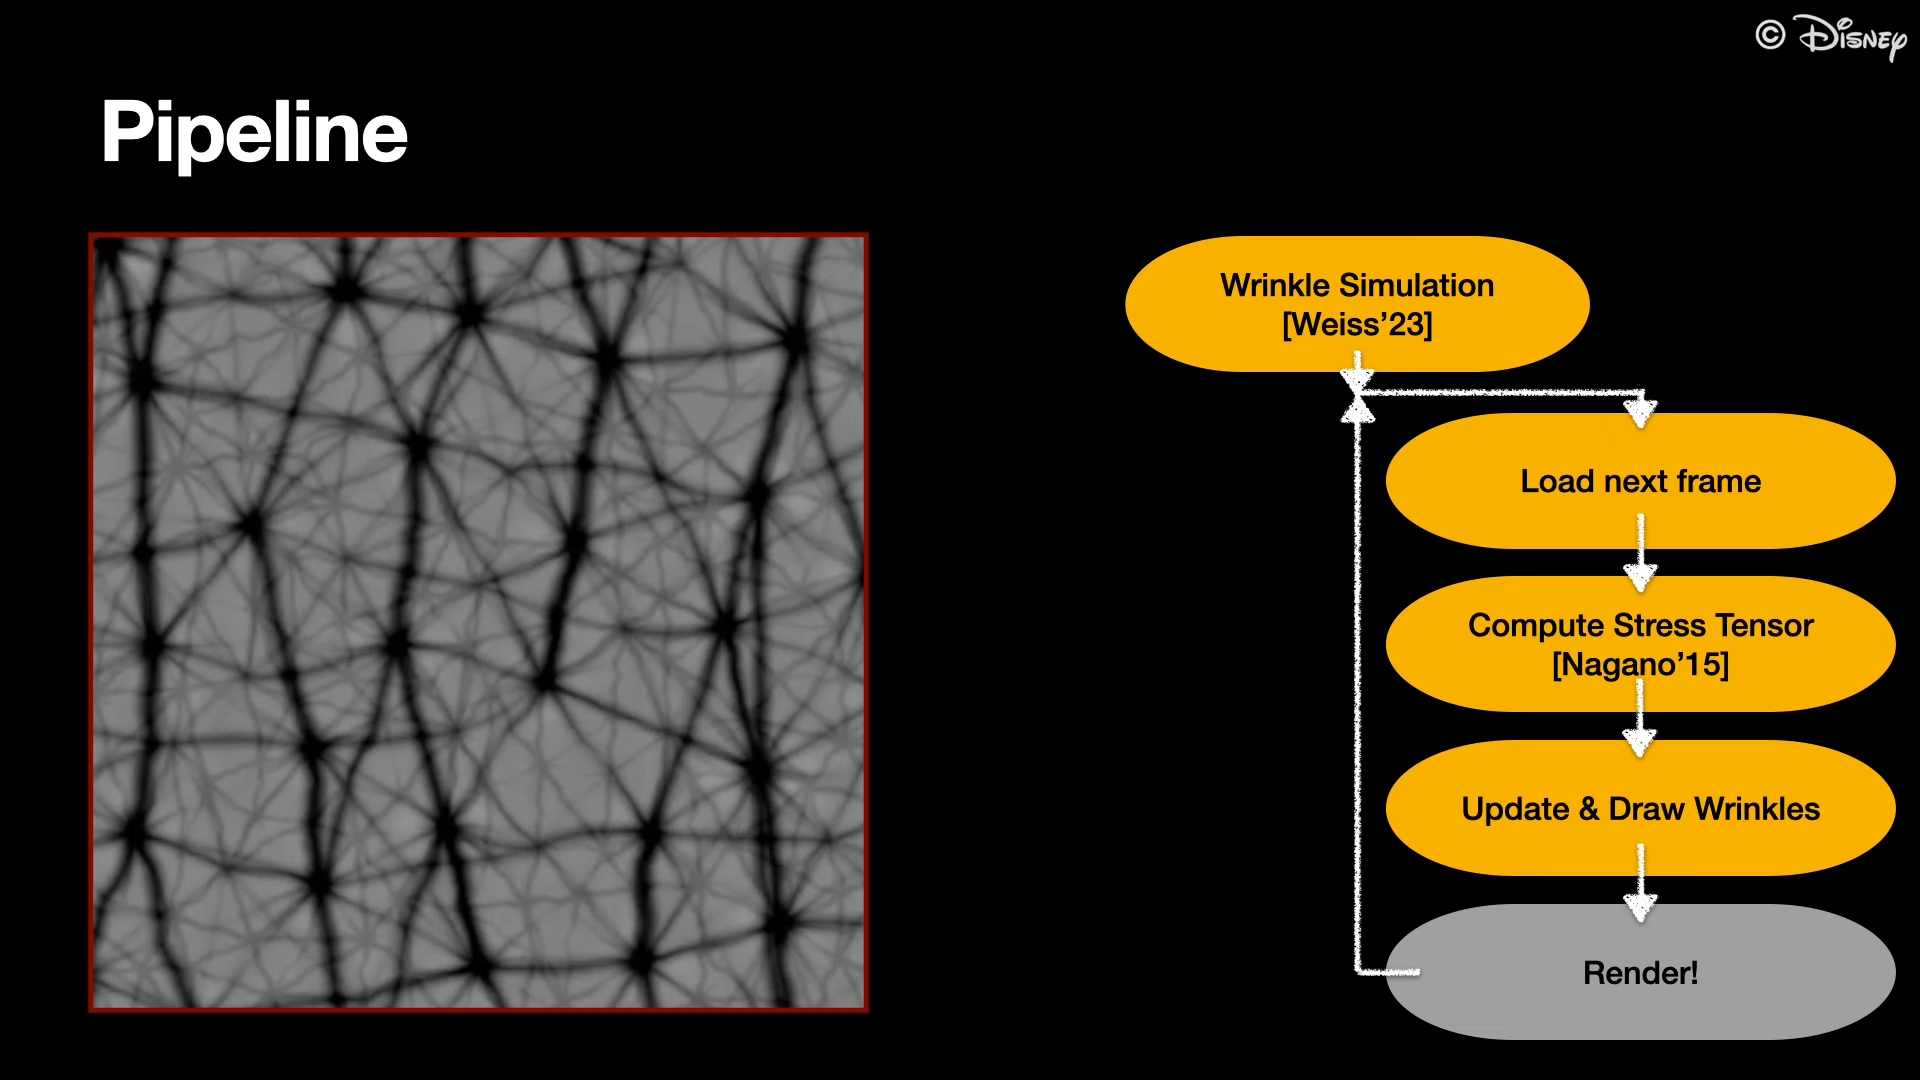 © Disney
Pipeline
Wrinkle Simulation
[Weiss’23]
Load next frame
Compute Stress Tensor
[Nagano’15]
Update & Draw Wrinkles
Render!